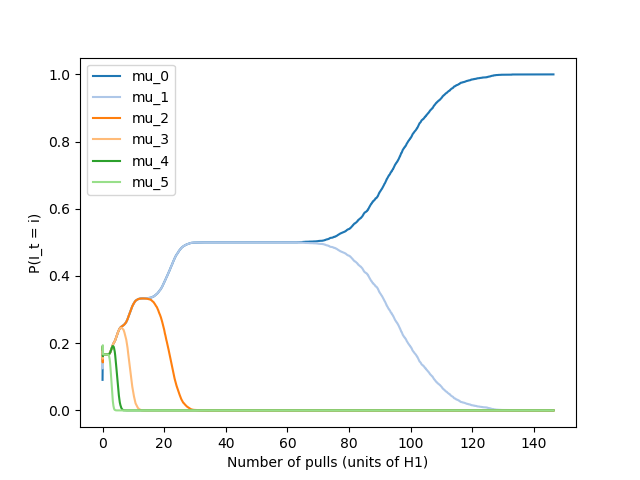 mu_0
mu_1
mu_2
mu_3
mu_4
mu_5
P(I_t = i)
1.0
0.8
0.6
0.4
0.2
0.0
0 20 40 60 80 100 120 140
Number of pulls (units of H1)